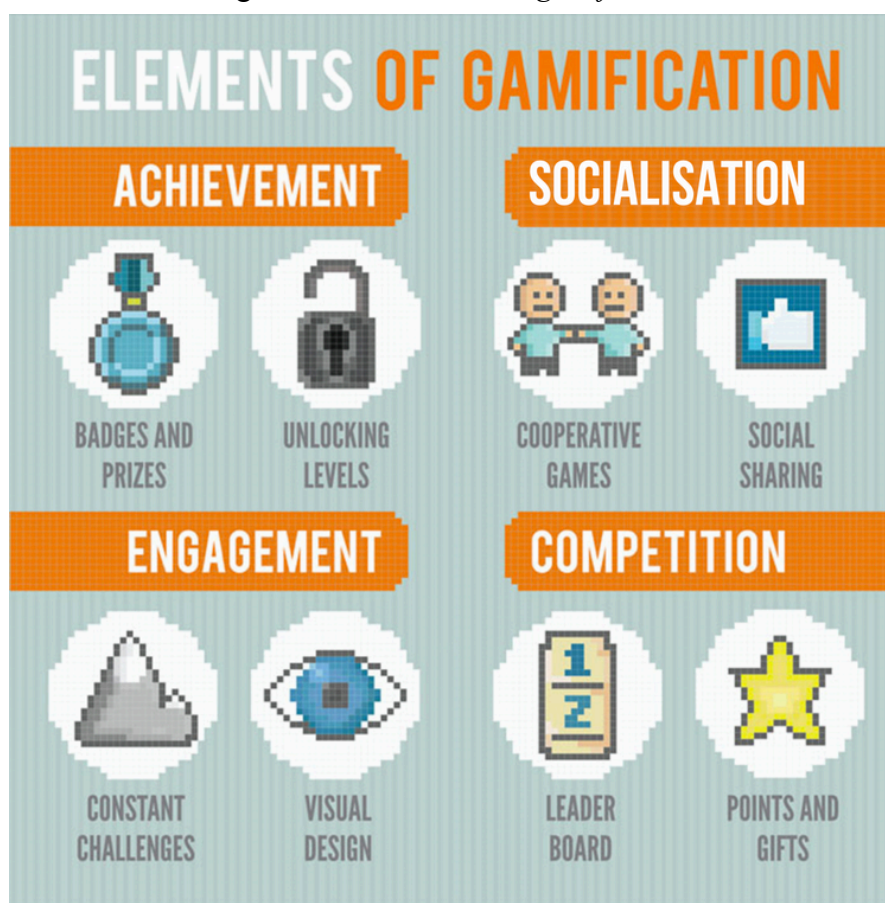 ELEMENTS OF GAMIFICATION
ACHIEVEMENT
BADGES AND
PRIZES
UNLOCKING
LEVELS
SOCIALISATION
COOPERATIVE
GAMES
SOCIAL
SHARING
ENGAGEMENT
CONSTANT
CHALLENGES
VISUAL
DESIGN
COMPETITION
1
2
LEADER
BOARD
POINTS AND
GIFTS